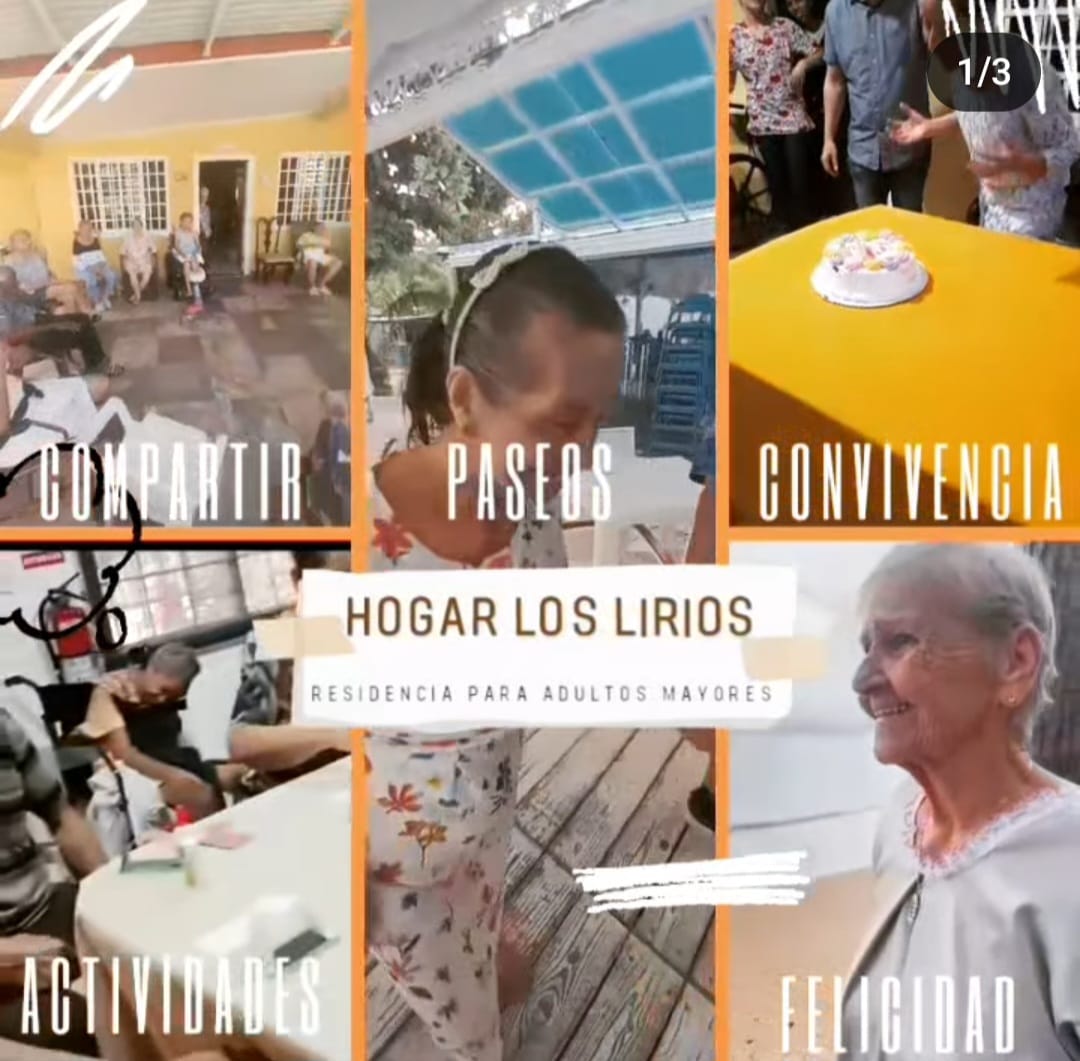 1/3
COMPARTIR
PASEOS
CONVIVENCIA
HOGAR LOS LIRIOS
RESIDENCIA PARA ADULTOS MAYORES
ACTIVIDADES
FELICIDAD